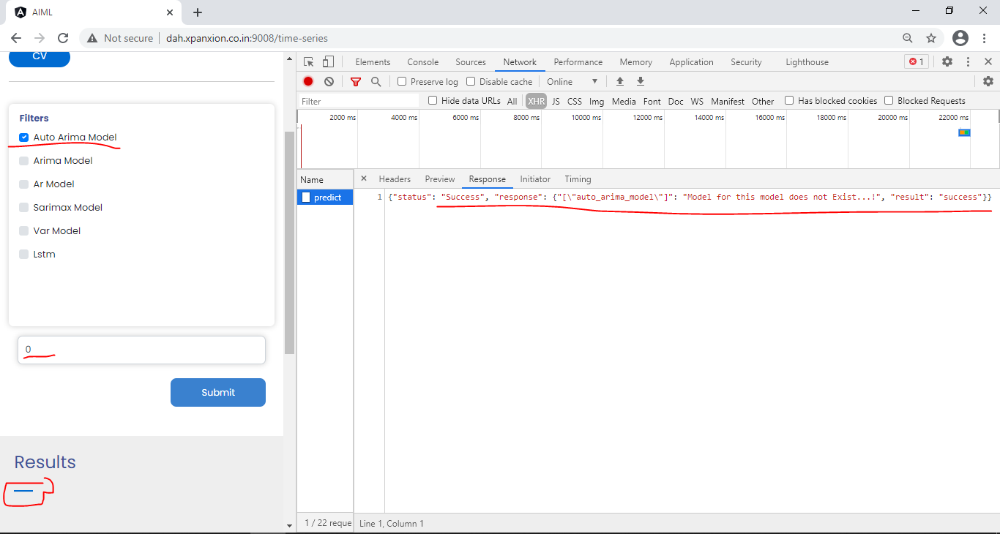 AIML
Not secure dah.xpanxion.co.in:9008/time-series
CV
Filters
Auto Arima Model
Arima Model
Ar Model
Sarimax Model
Var Model
Lstm
0
Submit
Results
Elements Console Sources Network Performance Memory Application Security Lighthouse 1
Preserve log Disable cache Online
Filter Hide data URLs All XHR JS CSS Img Media Font Doc WS Manifest Other Has blocked cookies Blocked Requests
2000 ms 4000 ms 6000 ms 8000 ms 10000 ms 12000 ms 14000 ms 16000 ms 18000 ms 20000 ms 22000 ms
Name Headers Preview Response Initiator Timing
predict
1 {"status": "Success", "response": {"[\"auto_arima_model\"]": "Model for this model does not Exist...!", "result": "success"}}
1 / 22 reque Line 1, Column 1